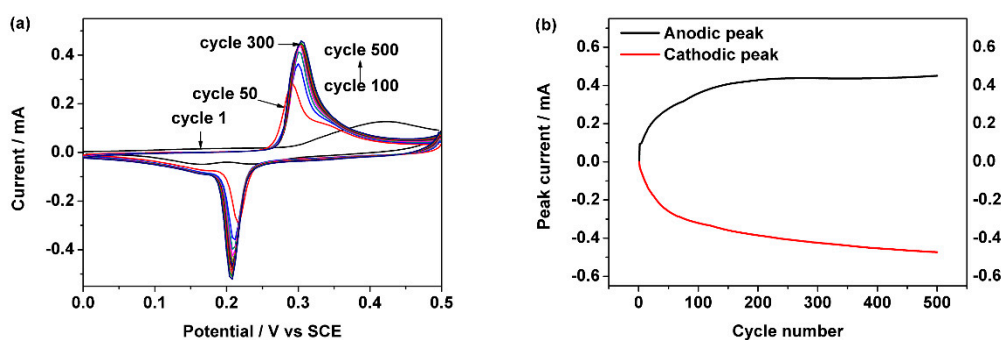 (a)
cycle 300
cycle 500
cycle 50
cycle 100
cycle 1
0.4
0.2
0.0
-0.2
-0.4
Current / mA
0.0
0.1
0.2
0.3
0.4
0.5
Potential / V vs SCE
(b)
Anodic peak
Cathodic peak
0.6
0.4
0.2
0.0
-0.2
-0.4
-0.6
Peak current / mA
0.6
0.4
0.2
0.0
-0.2
-0.4
-0.6
0
100
200
300
400
500
Cycle number